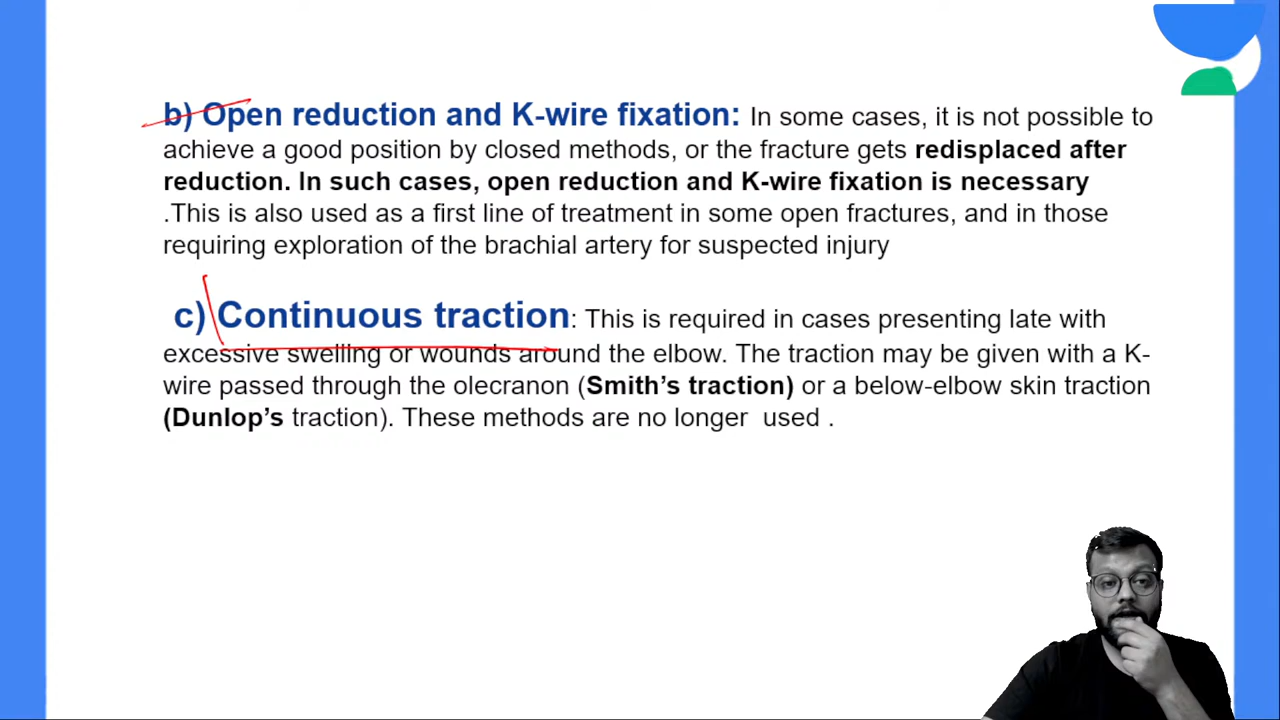 b) Open reduction and K-wire fixation: In some cases, it is not possible to
achieve a good position by closed methods, or the fracture gets redisplaced after
reduction. In such cases, open reduction and K-wire fixation is necessary
.This is also used as a first line of treatment in some open fractures, and in those
requiring exploration of the brachial artery for suspected injury
c) Continuous traction: This is required in cases presenting late with
excessive swelling or wounds around the elbow. The traction may be given with a K-
wire passed through the olecranon (Smith’s traction) or a below-elbow skin traction
(Dunlop’s traction). These methods are no longer  used .